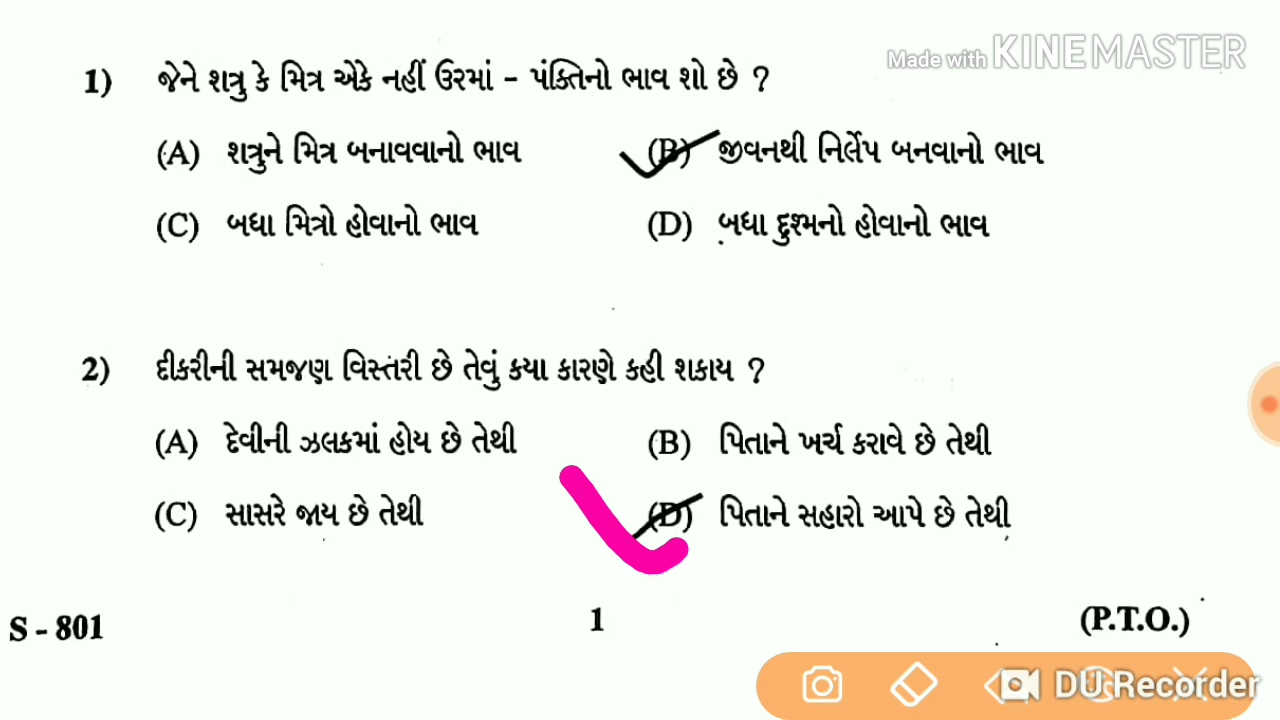 Made with KINEMASTER
1) જેને શત્રુ કે મિત્ર એકે નહીં ઉરમાં – પંક્તિનો ભાવ શો છે ?
(A) શત્રુને મિત્ર બનાવવાનો ભાવ (B) જીવનથી નિર્લેપ બનવાનો ભાવ
(C) બધા મિત્રો હોવાનો ભાવ (D) બધા દુશ્મનો હોવાનો ભાવ
2) દીકરીની સમજણ વિસ્તરી છે તેવું કયા કારણે કહી શકાય ?
(A) દેવીની ઝલકમાં હોય છે તેથી (B) પિતાને ખર્ચ કરાવે છે તેથી
(C) સાસરે જાય છે તેથી (D) પિતાને સહારો આપે છે તેથી
S - 801 1 (P.T.O.)
DU Recorder